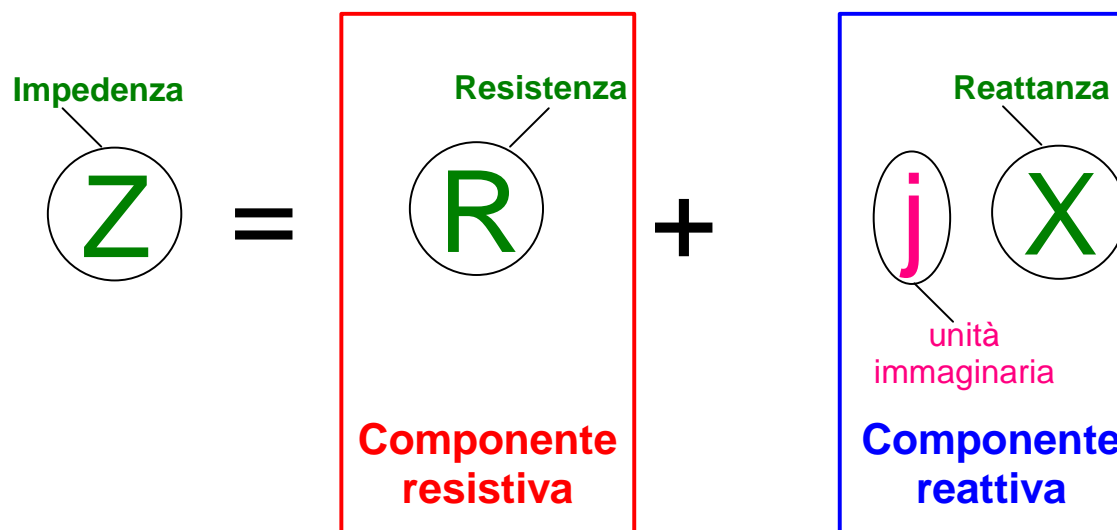 Impedenza
Resistenza
Reattanza
Z = R + j X
unità
immaginaria
Componente
resistiva
Componente
reattiva